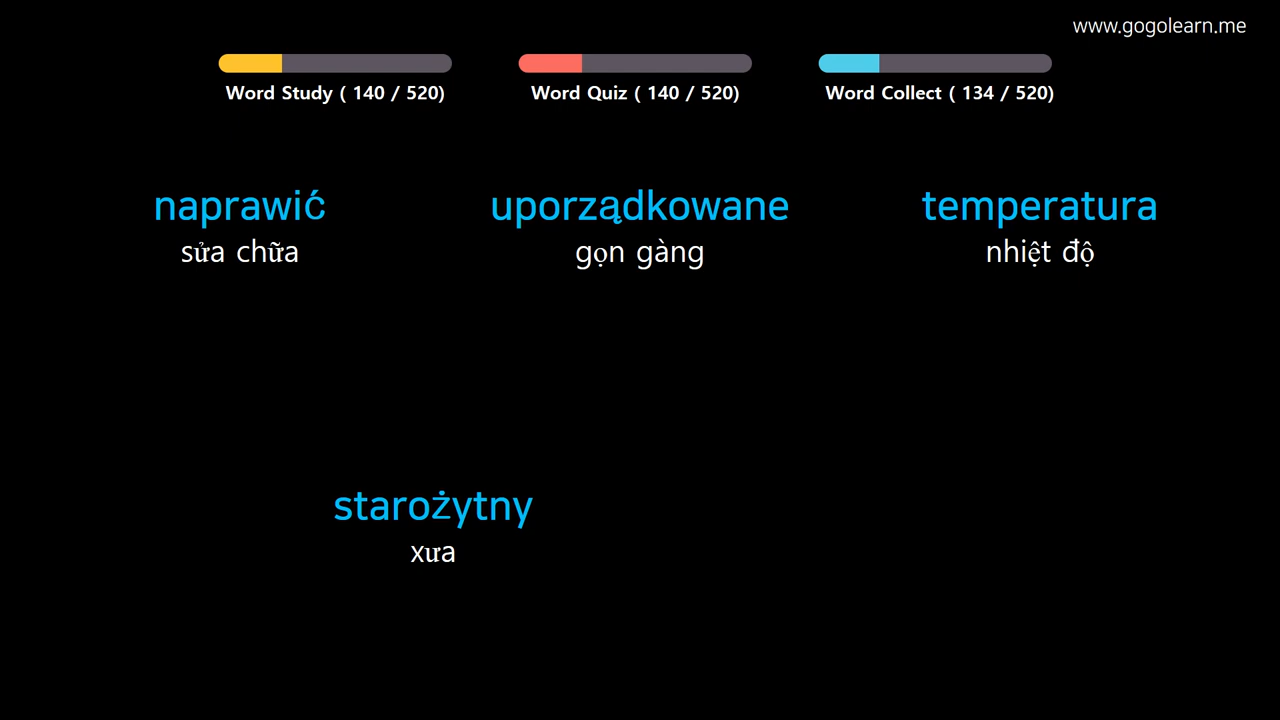 www.gogolearn.me
Word Study ( 140 / 520)
Word Quiz ( 140 / 520)
Word Collect ( 134 / 520)
naprawić
sửa chữa
uporządkowane
gọn gàng
temperatura
nhiệt độ
starożytny
xưa